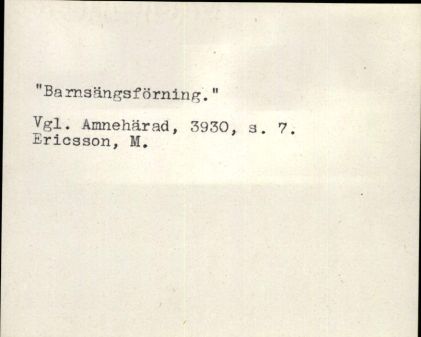 "Barnsängsförning."
Vgl. Amnehärad, 3930, s. 7.
Ericsson, M.